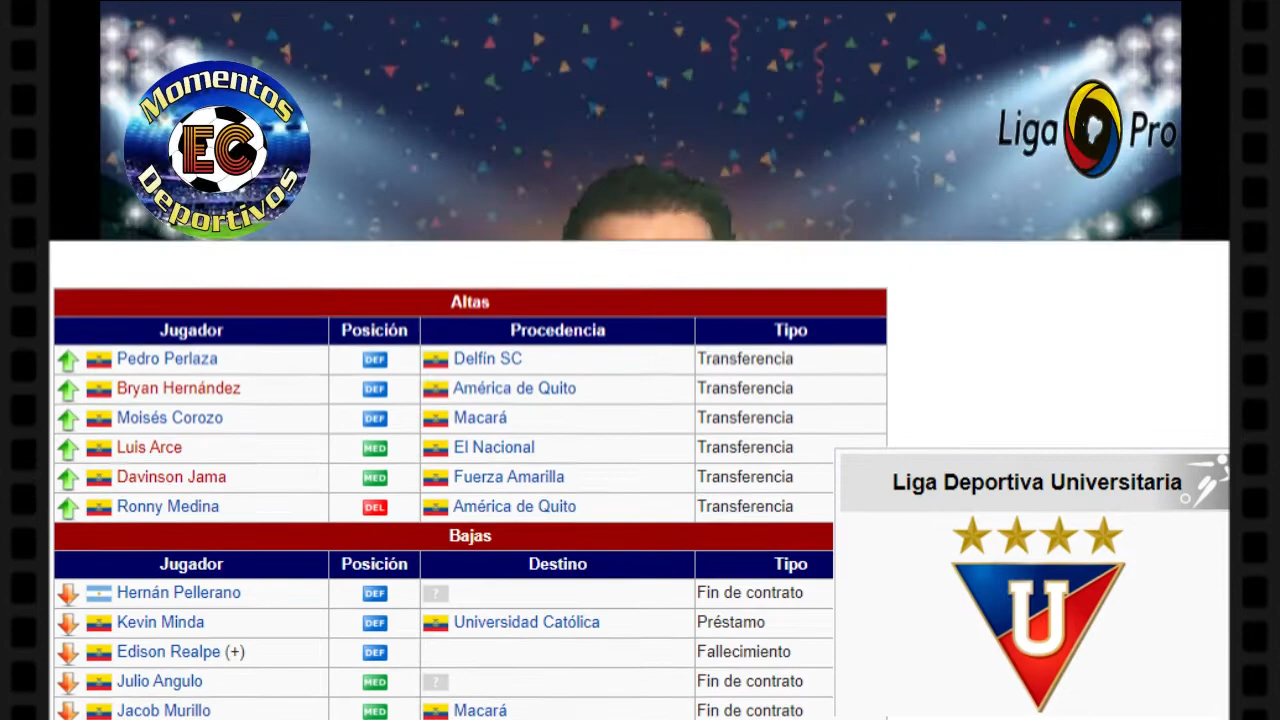 Momentos
EC
Deportivos
Liga Pro
Altas
Jugador Posición Procedencia Tipo
Pedro Perlaza DEF Delfín SC Transferencia
Bryan Hernández DEF América de Quito Transferencia
Moisés Corozo DEF Macará Transferencia
Luis Arce MED El Nacional Transferencia
Davinson Jama MED Fuerza Amarilla Transferencia
Ronny Medina DEL América de Quito Transferencia
Bajas
Jugador Posición Destino Tipo
Hernán Pellerano DEF ? Fin de contrato
Kevin Minda DEF Universidad Católica Préstamo
Edison Realpe (+) DEF Fallecimiento
Julio Angulo MED ? Fin de contrato
Jacob Murillo MED Macará Fin de contrato
Liga Deportiva Universitaria
U